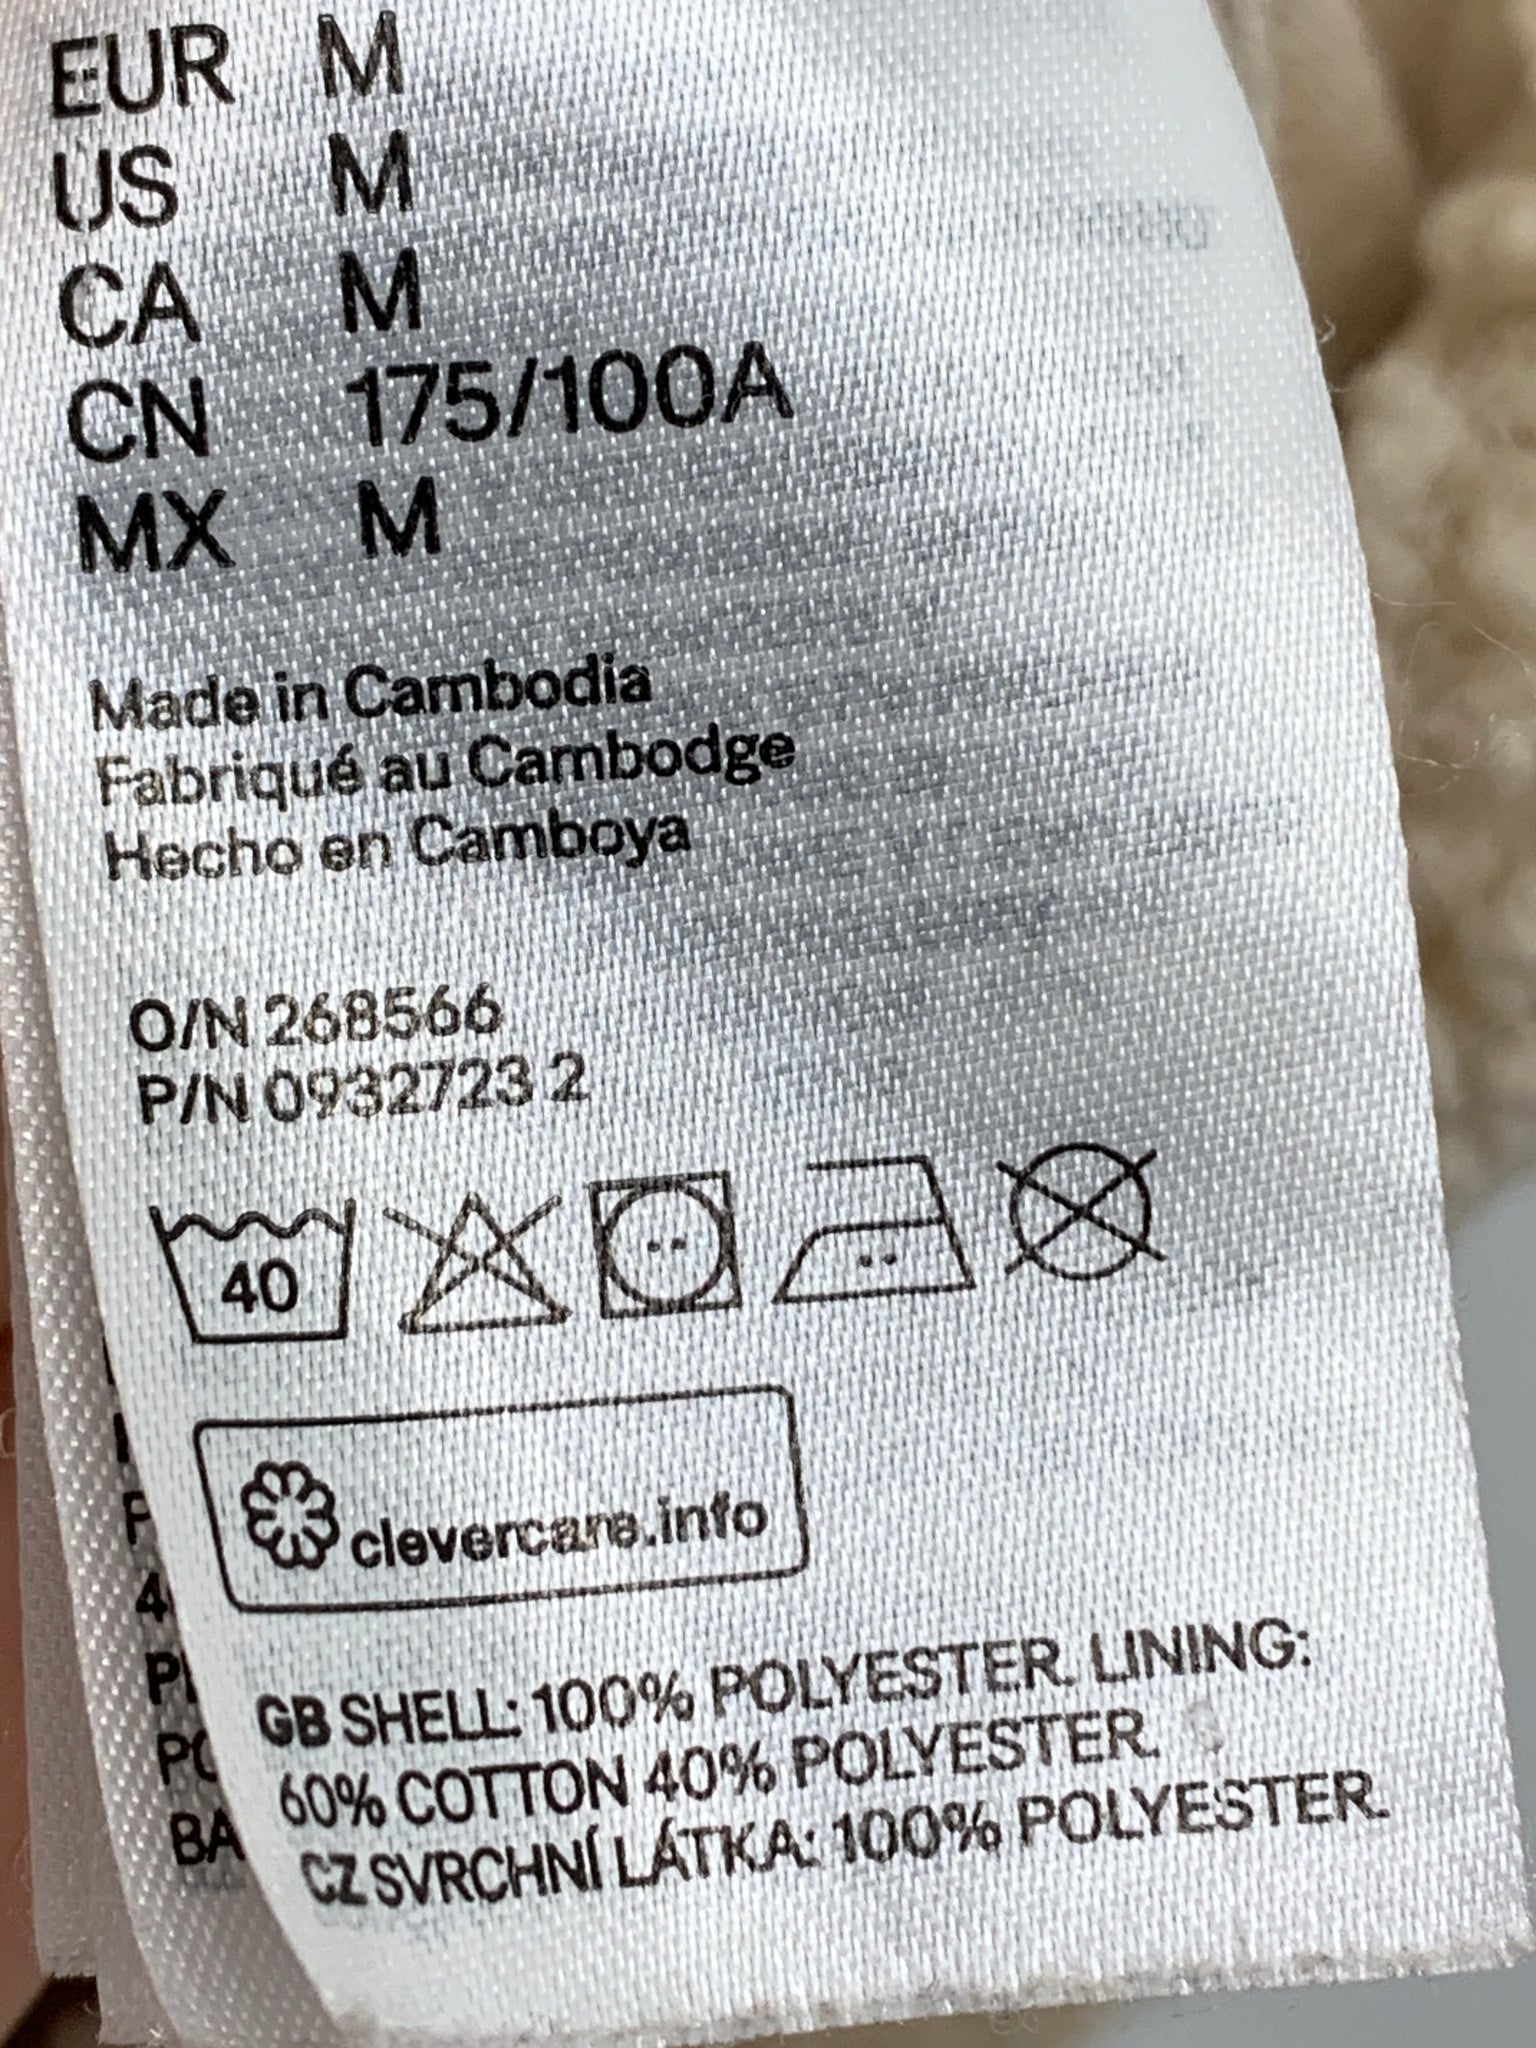 EUR M
US M
CA M
CN 175/100A
MX M
Made in Cambodia
Fabriqué au Cambodge
Hecho en Camboya
O/N 268566
P/N 0932723 2
40
clevercare.info
GB SHELL: 100% POLYESTER. LINING:
60% COTTON 40% POLYESTER.
CZ SVRCHNÍ LÁTKA: 100% POLYESTER.